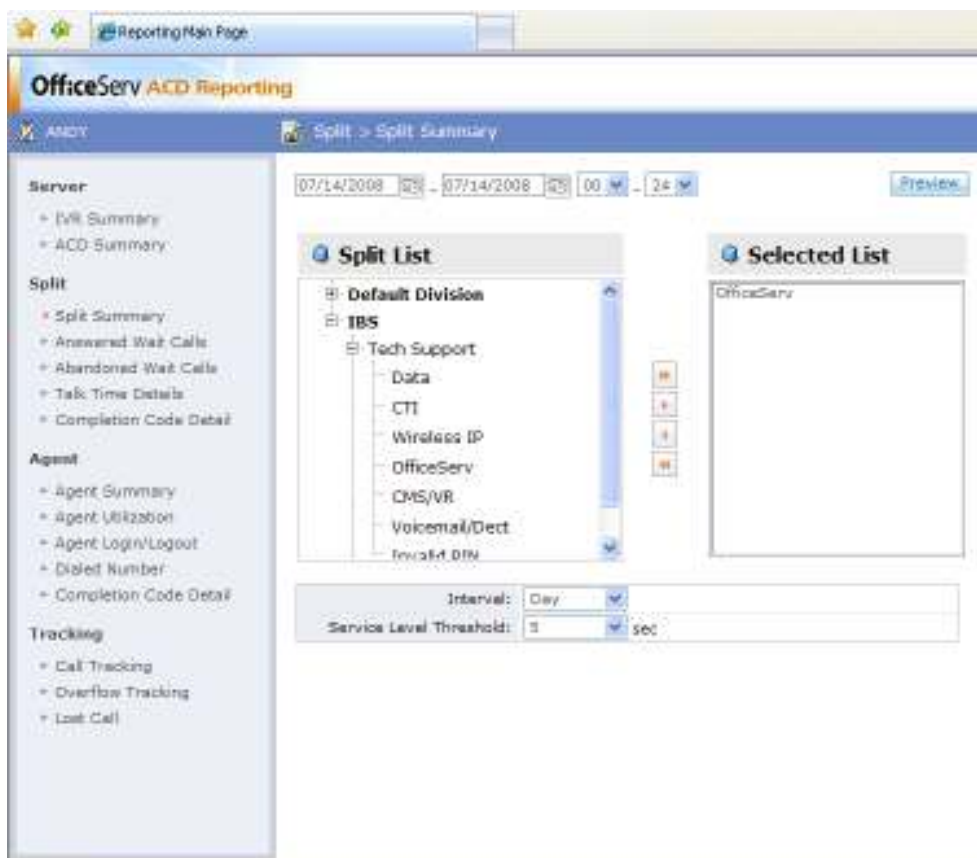 Reporting Main Page
OfficeServ ACD Reporting
ANDY
Split > Split Summary
Server
IVR Summary
ACD Summary
Split
Split Summary
Answered Wait Calls
Abandoned Wait Calls
Talk Time Details
Completion Code Detail
Agent
Agent Summary
Agent Utilization
Agent Login/Logout
Dialed Number
Completion Code Detail
Tracking
Call Tracking
Overflow Tracking
Lost Call
07/14/2008 - 07/14/2008 00 - 24 Preview
Split List
Default Division
IBS
Tech Support
Data
CTI
Wireless IP
OfficeServ
CMS/VR
Voicemail/Dect
Invalid PIN
Selected List
OfficeServ
Interval: Day
Service Level Threshold: 5 sec